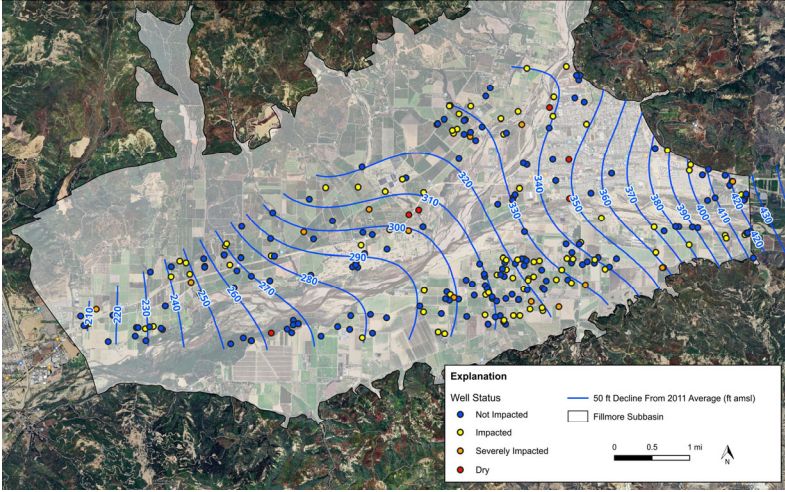 210
220
230
240
250
260
270
280
290
300
310
320
330
340
350
360
370
380
390
400
410
420
430
420
Explanation
Well Status
Not Impacted
Impacted
Severely Impacted
Dry
50 ft Decline From 2011 Average (ft amsl)
Fillmore Subbasin
0 0.5 1 mi
N